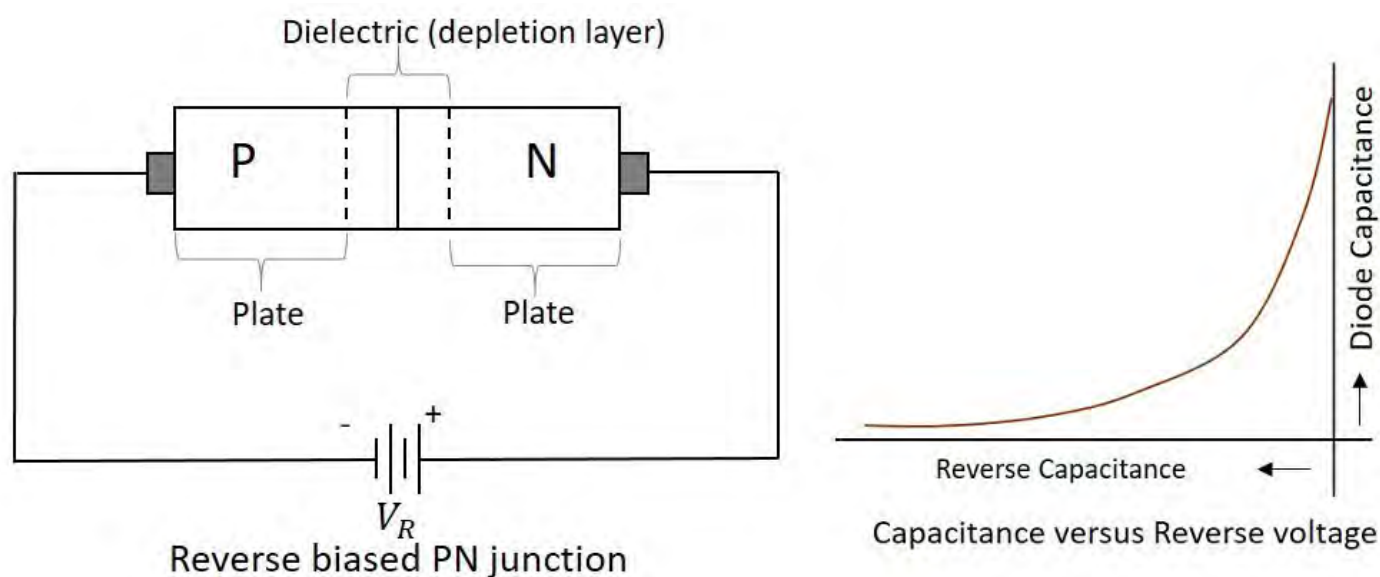 Dielectric (depletion layer)
P
N
Plate
Plate
- +
V_R
Reverse biased PN junction
Diode Capacitance
Reverse Capacitance
Capacitance versus Reverse voltage